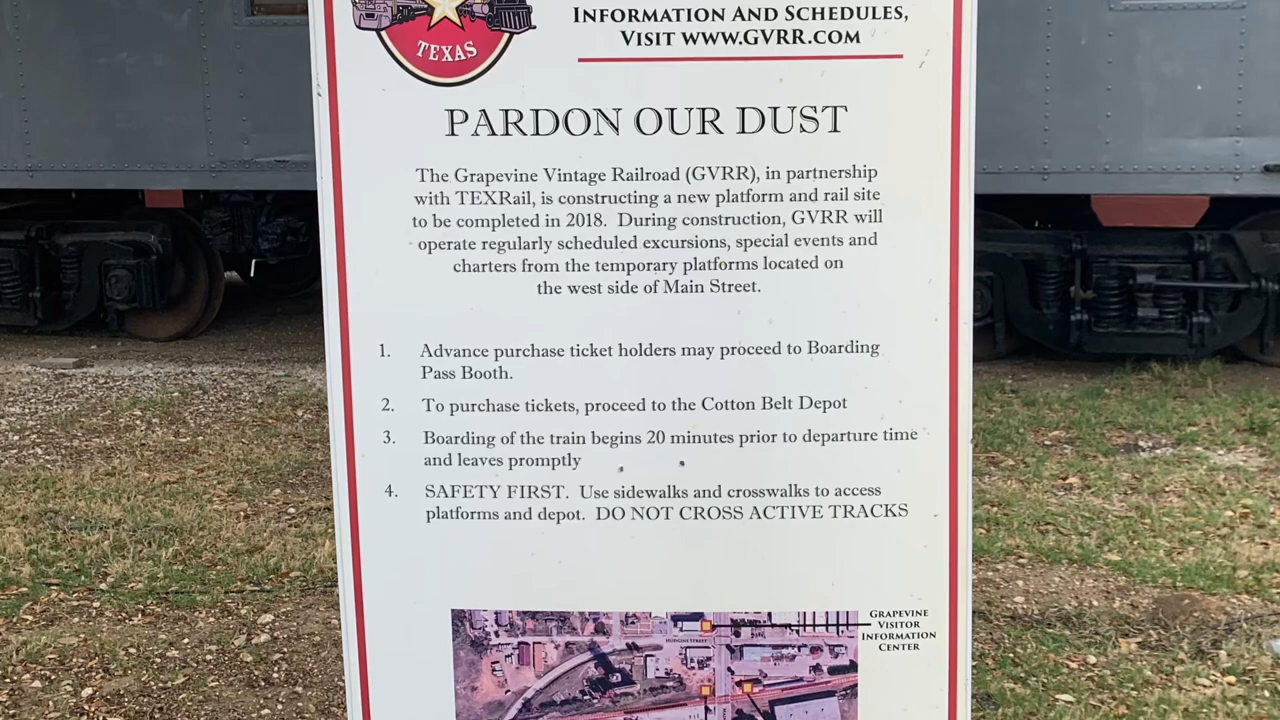 TEXAS
INFORMATION AND SCHEDULES,
VISIT WWW.GVRR.COM
PARDON OUR DUST
The Grapevine Vintage Railroad (GVRR), in partnership
with TEXRail, is constructing a new platform and rail site
to be completed in 2018. During construction, GVRR will
operate regularly scheduled excursions, special events and
charters from the temporary platforms located on
the west side of Main Street.
1. Advance purchase ticket holders may proceed to Boarding
Pass Booth.
2. To purchase tickets, proceed to the Cotton Belt Depot
3. Boarding of the train begins 20 minutes prior to departure time
and leaves promptly
4. SAFETY FIRST. Use sidewalks and crosswalks to access
platforms and depot. DO NOT CROSS ACTIVE TRACKS
GRAPEVINE
VISITOR
INFORMATION
CENTER
HUDGINS STREET